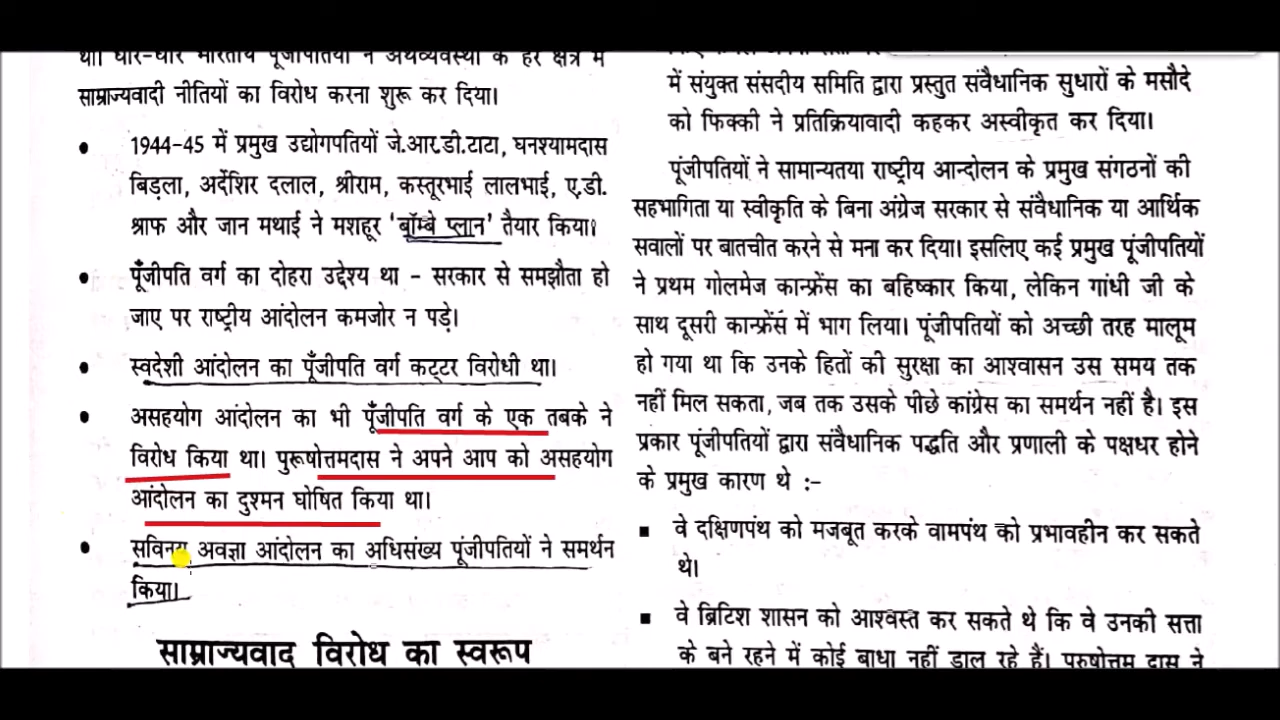 था। धीरे-धीरे भारतीय पूंजीपतियों ने अर्थव्यवस्था के हर क्षेत्र में
साम्राज्यवादी नीतियों का विरोध करना शुरू कर दिया।
● 1944-45 में प्रमुख उद्योगपतियों जे.आर.डी.टाटा, घनश्यामदास
बिड़ला, अर्देशिर दलाल, श्रीराम, कस्तूरभाई लालभाई, ए.डी.
श्राफ और जान मथाई ने मशहूर ‘बॉम्बे प्लान’ तैयार किया।
● पूँजीपति वर्ग का दोहरा उद्देश्य था - सरकार से समझौता हो
जाए पर राष्ट्रीय आंदोलन कमजोर न पड़े।
● स्वदेशी आंदोलन का पूँजीपति वर्ग कट्टर विरोधी था।
● असहयोग आंदोलन का भी पूँजीपति वर्ग के एक तबके ने
विरोध किया था। पुरूषोत्तमदास ने अपने आप को असहयोग
आंदोलन का दुश्मन घोषित किया था।
● सविनय अवज्ञा आंदोलन का अधिसंख्य पूंजीपतियों ने समर्थन
किया।
साम्राज्यवाद विरोध का स्वरूप
में संयुक्त संसदीय समिति द्वारा प्रस्तुत संवैधानिक सुधारों के मसौदे
को फिक्की ने प्रतिक्रियावादी कहकर अस्वीकृत कर दिया।
पूंजीपतियों ने सामान्यतया राष्ट्रीय आन्दोलन के प्रमुख संगठनों की
सहभागिता या स्वीकृति के बिना अंग्रेज सरकार से संवैधानिक या आर्थिक
सवालों पर बातचीत करने से मना कर दिया। इसलिए कई प्रमुख पूंजीपतियों
ने प्रथम गोलमेज कान्फ्रेंस का बहिष्कार किया, लेकिन गांधी जी के
साथ दूसरी कान्फ्रेंस में भाग लिया। पूंजीपतियों को अच्छी तरह मालूम
हो गया था कि उनके हितों की सुरक्षा का आश्वासन उस समय तक
नहीं मिल सकता, जब तक उसके पीछे कांग्रेस का समर्थन नहीं है। इस
प्रकार पूंजीपतियों द्वारा संवैधानिक पद्धति और प्रणाली के पक्षधर होने
के प्रमुख कारण थे :-
■ वे दक्षिणपंथ को मजबूत करके वामपंथ को प्रभावहीन कर सकते
थे।
■ वे ब्रिटिश शासन को आश्वस्त कर सकते थे कि वे उनकी सत्ता
के बने रहने में कोई बाधा नहीं डाल रहे हैं। पुरुषोत्तम दास ने